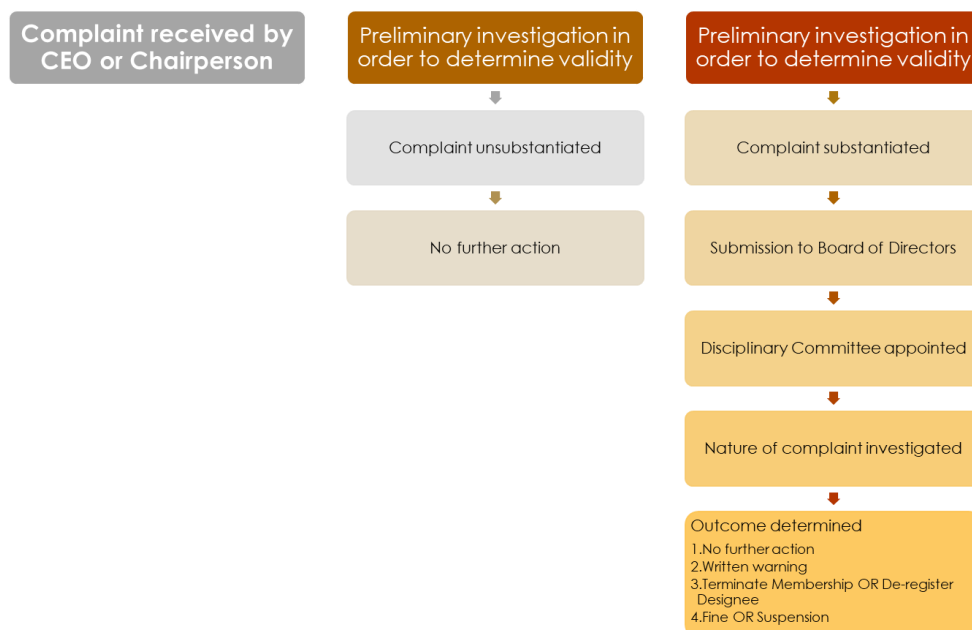 Complaint received by
CEO or Chairperson
Preliminary investigation in
order to determine validity
Complaint unsubstantiated
No further action
Preliminary investigation in
order to determine validity
Complaint substantiated
Submission to Board of Directors
Disciplinary Committee appointed
Nature of complaint investigated
Outcome determined
1.No further action
2.Written warning
3.Terminate Membership OR De-register
Designee
4.Fine OR Suspension